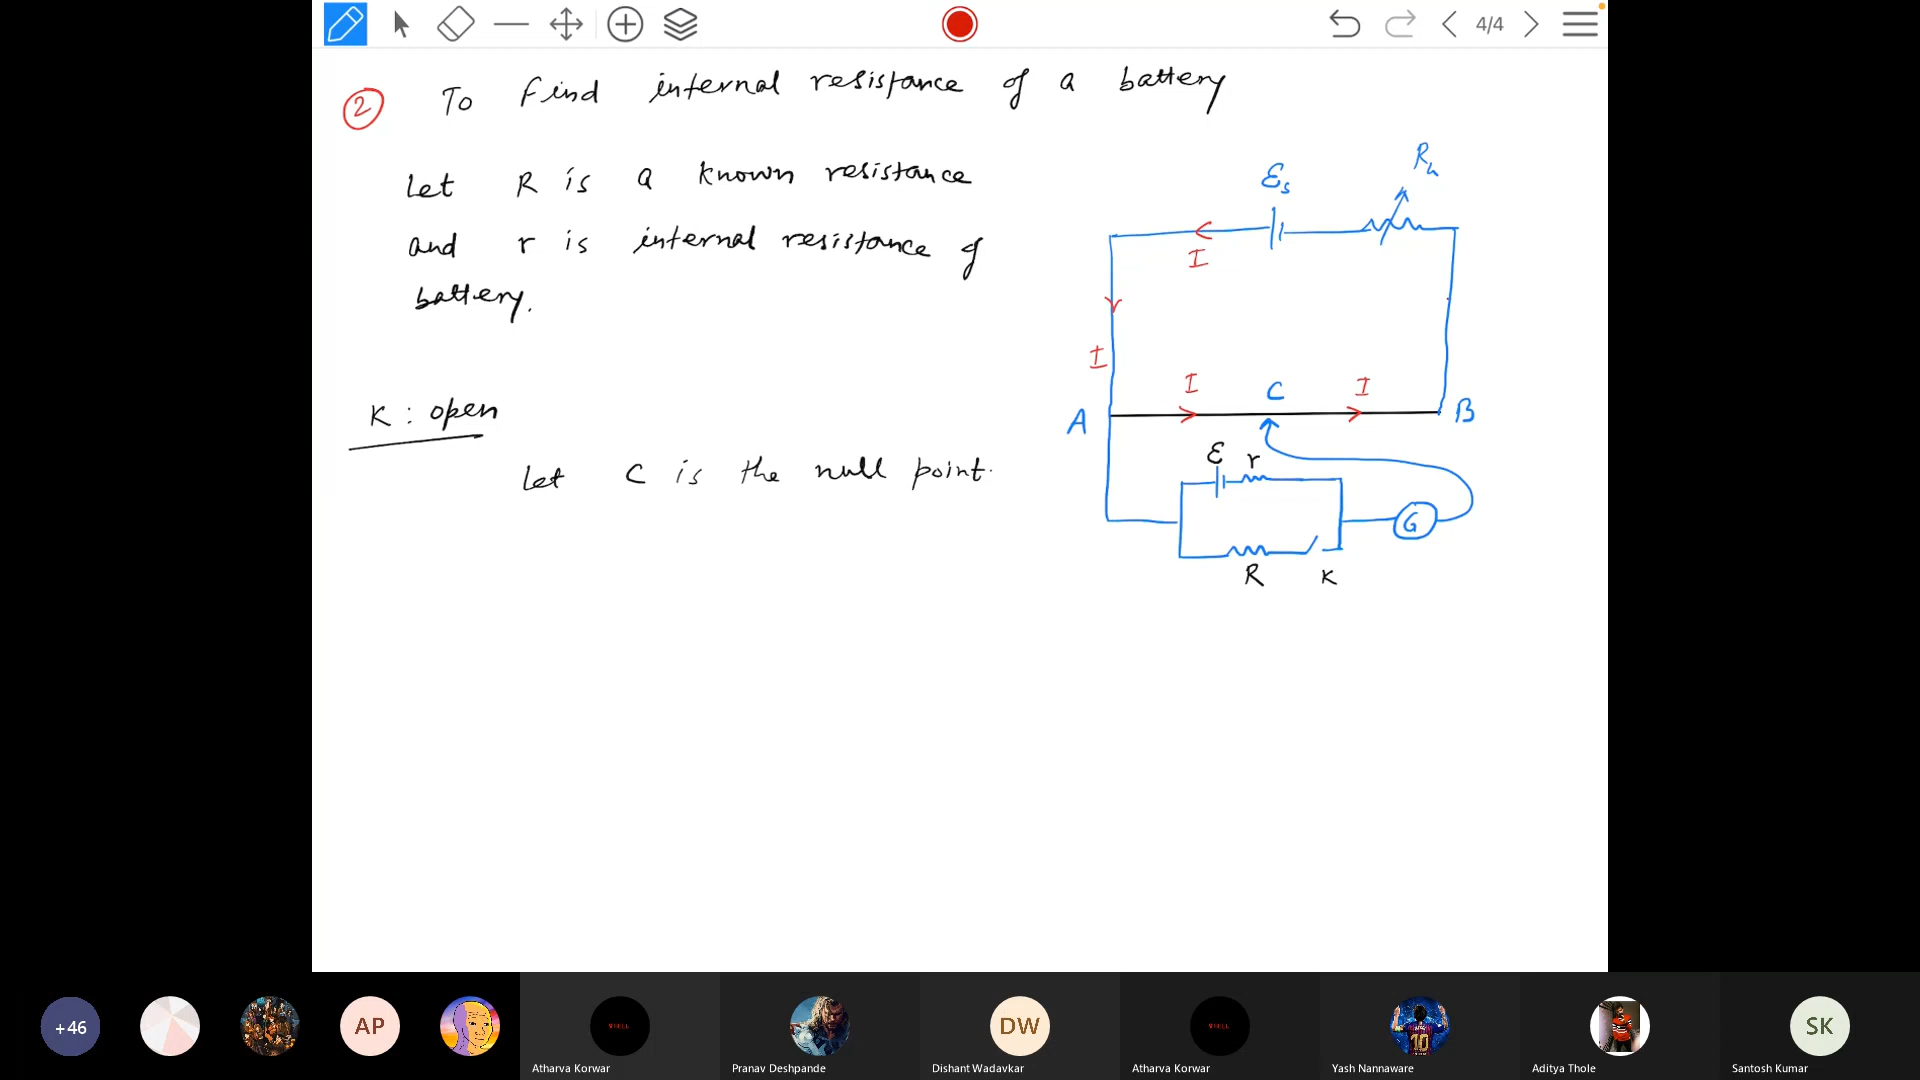 4/4
② To find internal resistance of a battery
Let R is a known resistance
and r is internal resistance of
battery.
K : open
Let C is the null point.
Rh
Es
I
I
I
C
I
A
B
ε r
G
R K
+46
AP
DW
10
SK
Atharva Korwar
Pranav Deshpande
Dishant Wadavkar
Atharva Korwar
Yash Nannaware
Aditya Thole
Santosh Kumar